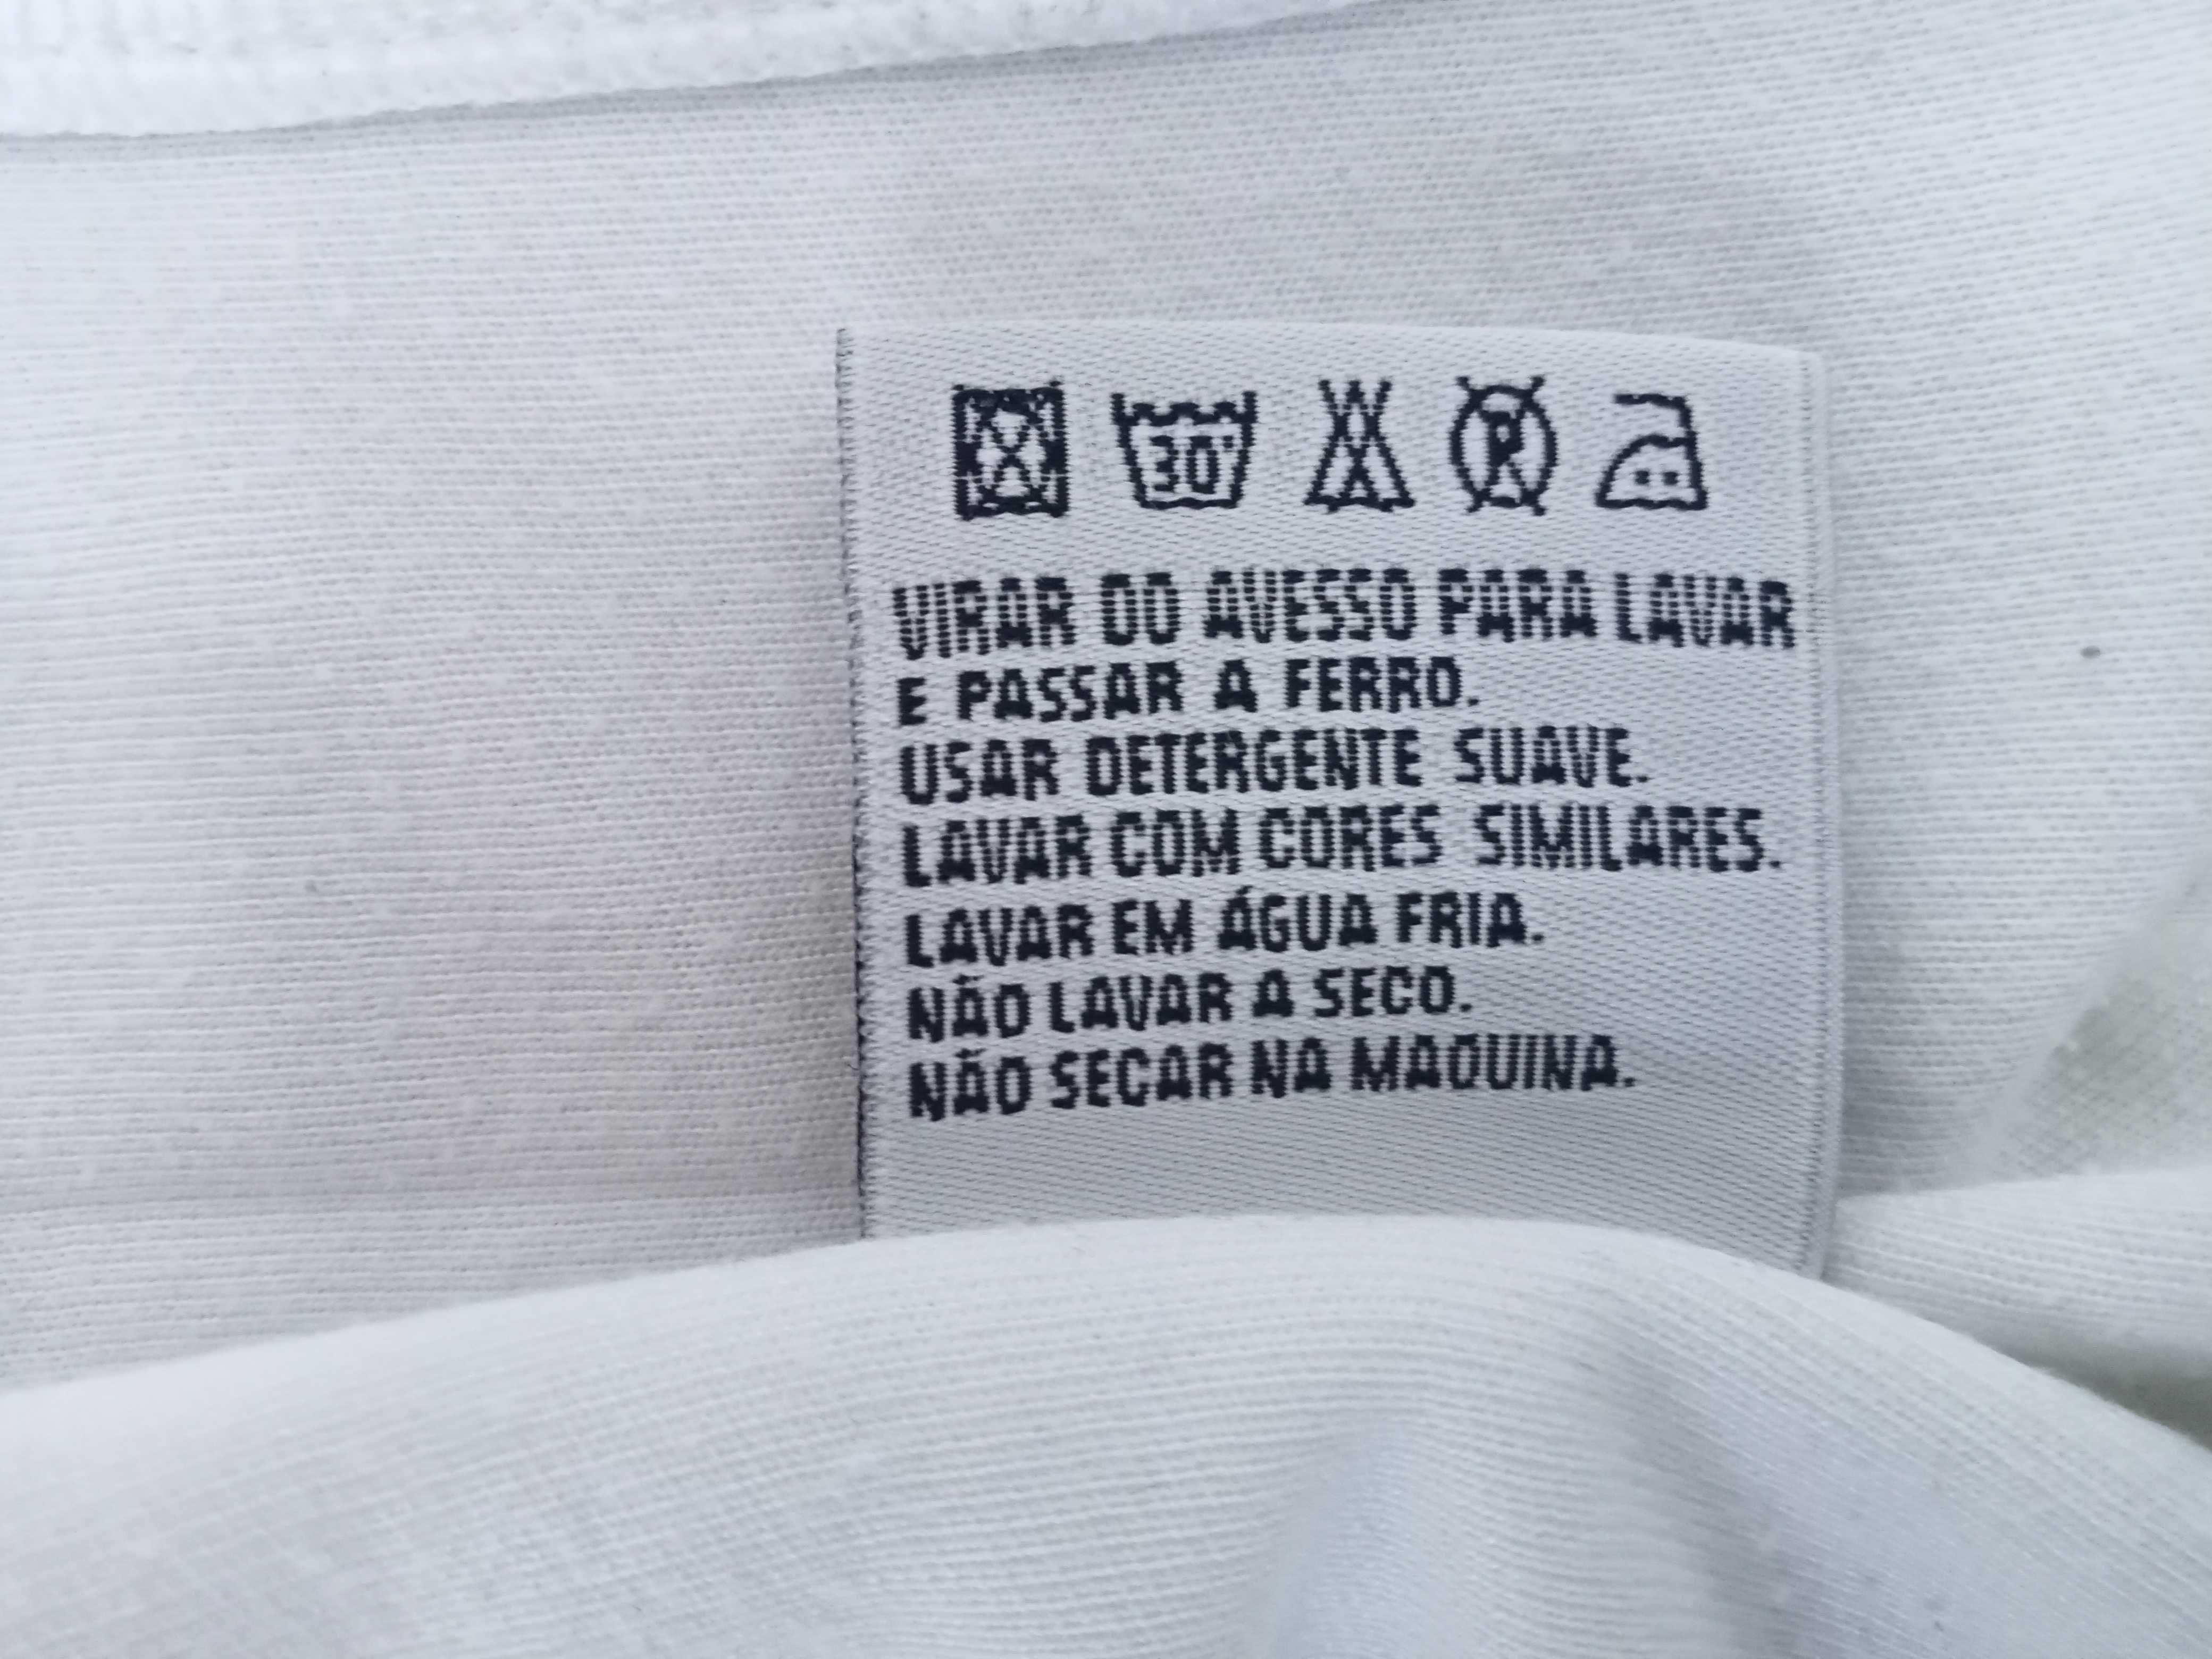 30°
P
VIRAR DO AVESSO PARA LAVAR
E PASSAR A FERRO.
USAR DETERGENTE SUAVE.
LAVAR COM CORES SIMILARES.
LAVAR EM ÁGUA FRIA.
NÃO LAVAR A SECO.
NÃO SECAR NA MAQUINA.